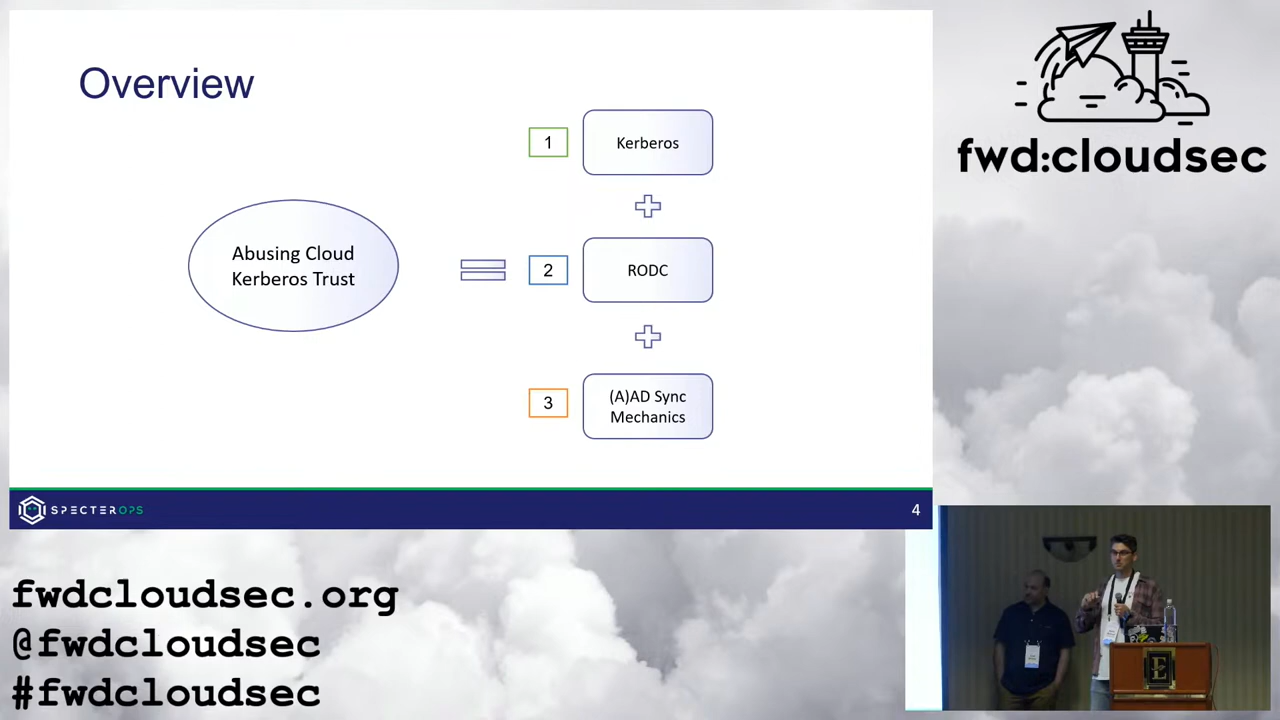 Overview
Abusing Cloud
Kerberos Trust
1
Kerberos
2
RODC
3
(A)AD Sync
Mechanics
SPECTEROPS
4
fwd:cloudsec
fwdcloudsec.org
@fwdcloudsec
#fwdcloudsec